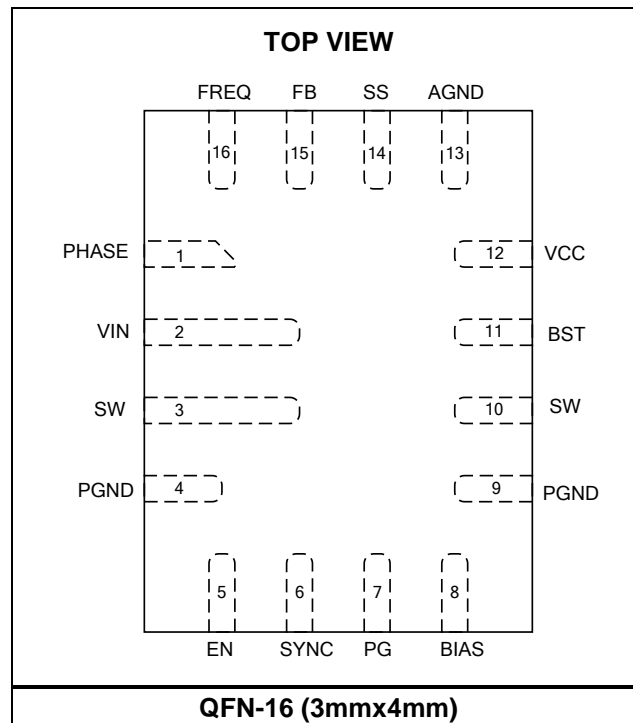 TOP VIEW
FREQ FB SS AGND
16 15 14 13
PHASE 1 12 VCC
VIN 2 11 BST
SW 3 10 SW
PGND 4 9 PGND
5 6 7 8
EN SYNC PG BIAS
QFN-16 (3mmx4mm)